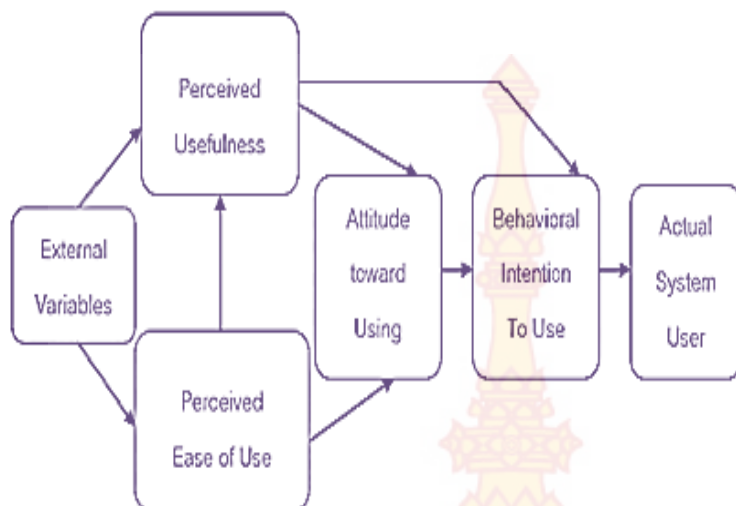 Perceived
Usefulness
External
Variables
Attitude
toward
Using
Behavioral
Intention
To Use
Actual
System
User
Perceived
Ease of Use